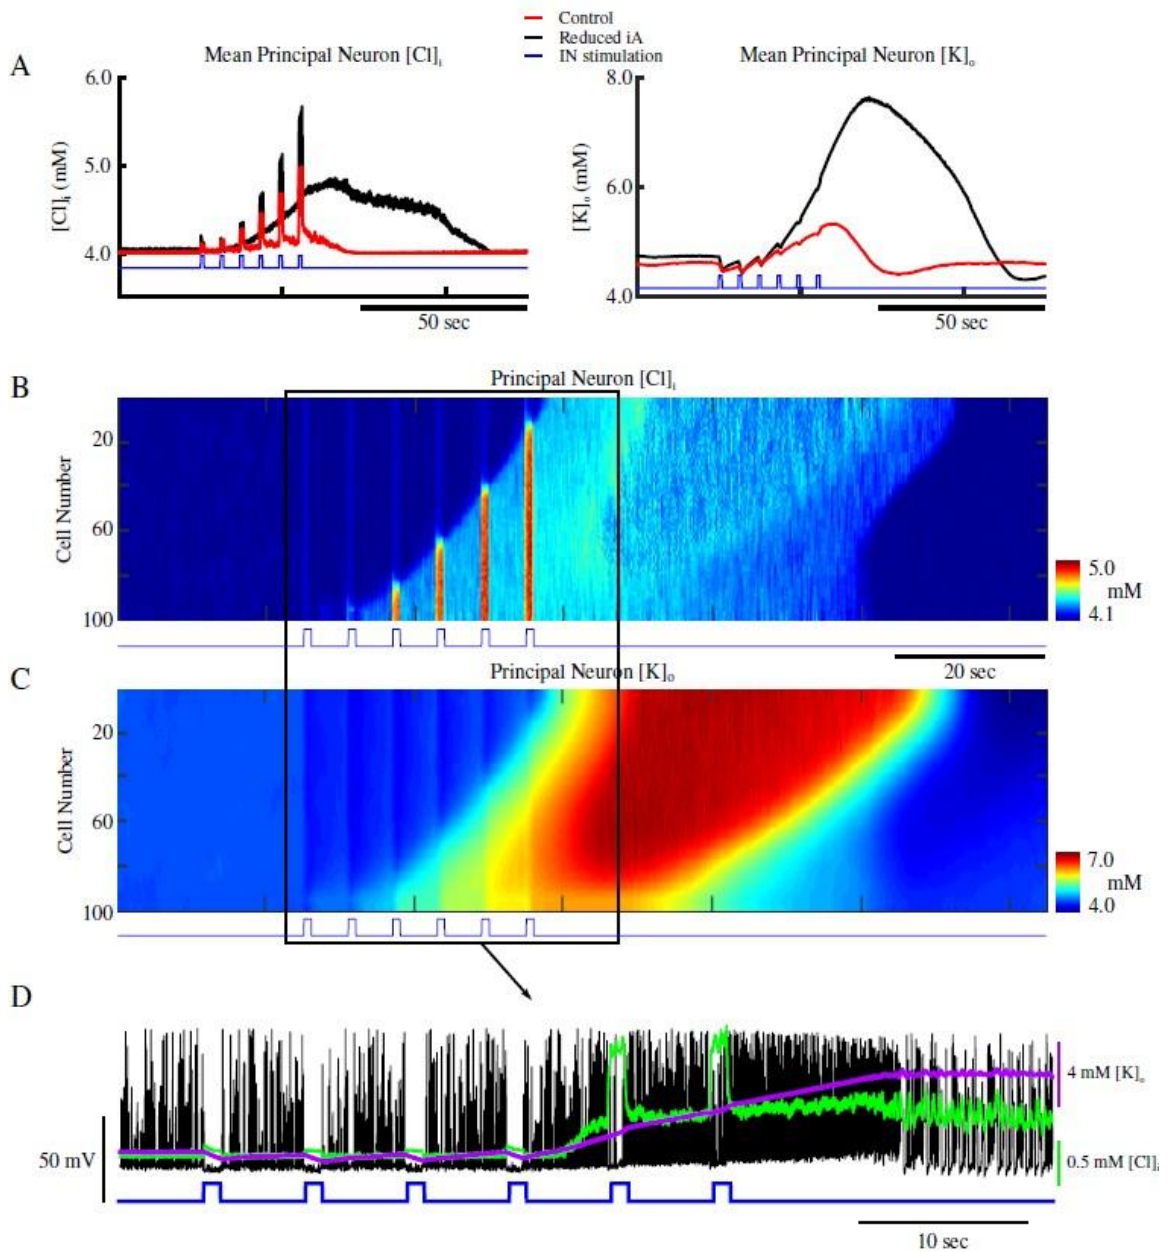 Control
Reduced iA
IN stimulation
A
Mean Principal Neuron [Cl]i
Mean Principal Neuron [K]o
6.0
5.0
4.0
[Cl]i (mM)
50 sec
8.0
6.0
4.0
[K]o (mM)
50 sec
B
Principal Neuron [Cl]i
20
60
100
Cell Number
5.0
mM
4.1
20 sec
C
Principal Neuron [K]o
20
60
100
Cell Number
7.0
mM
4.0
D
50 mV
4 mM [K]o
0.5 mM [Cl]i
10 sec